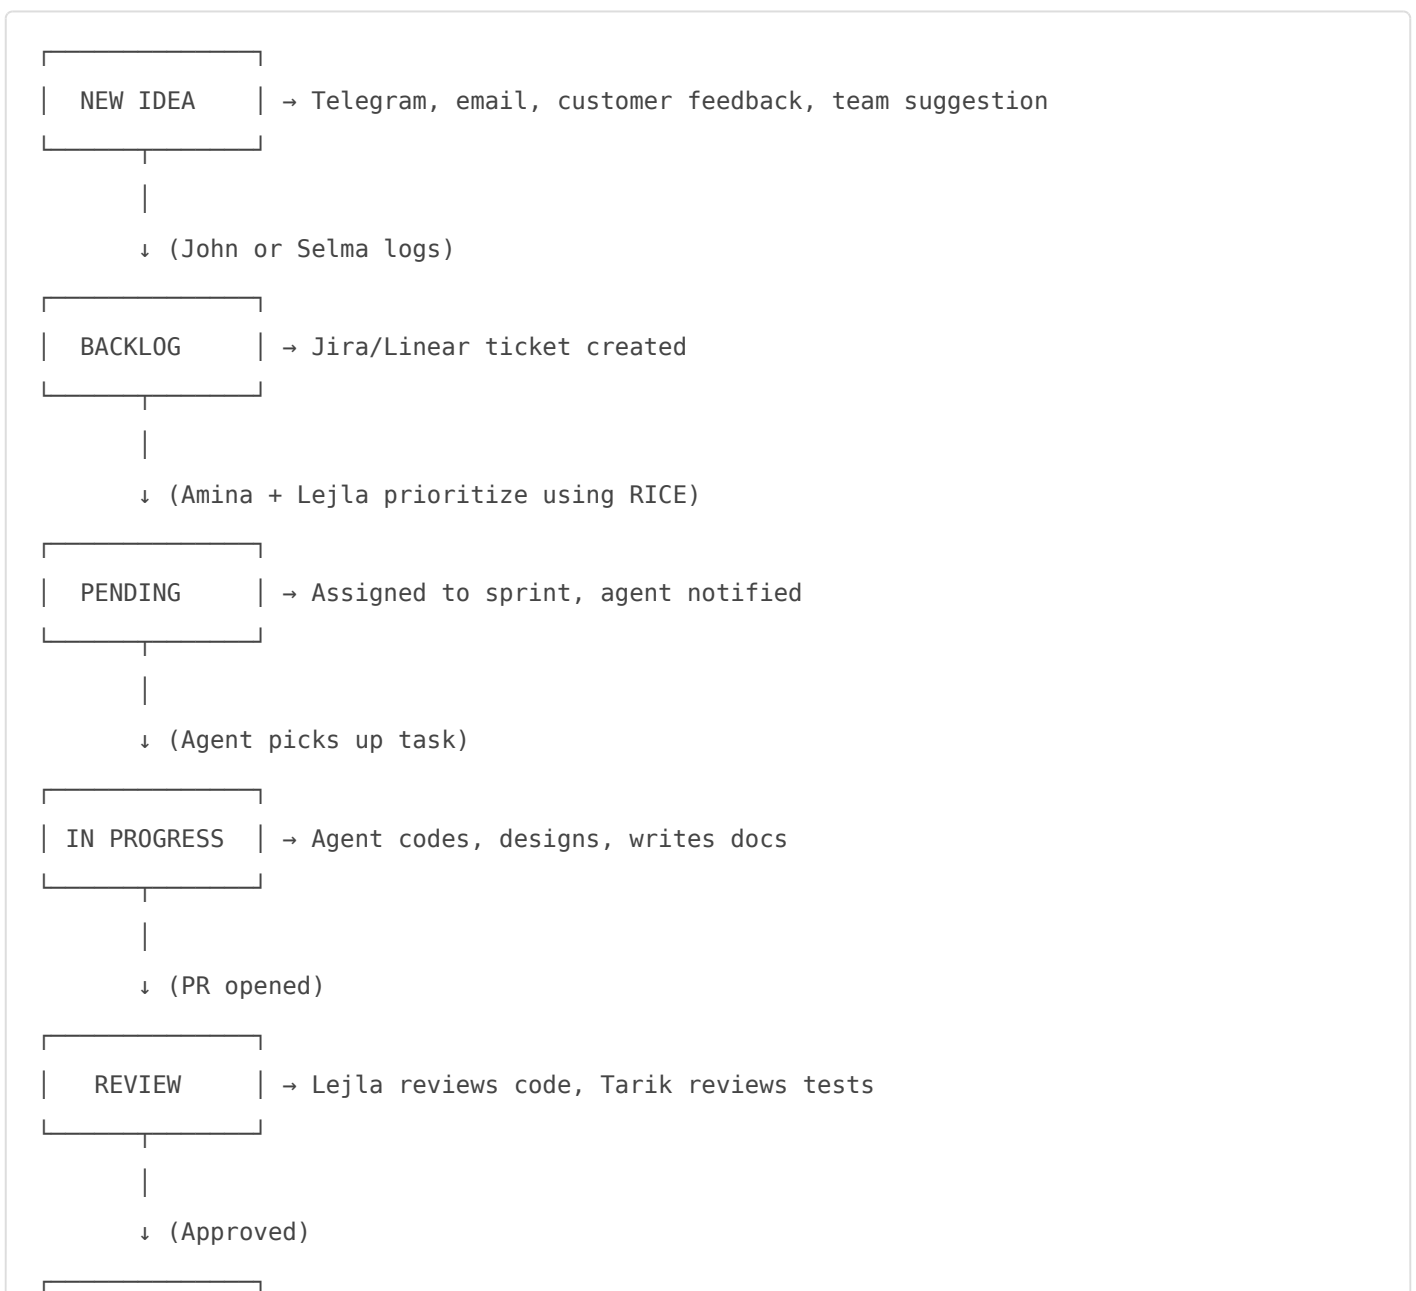 ┌──────────────┐
│  NEW IDEA    │ → Telegram, email, customer feedback, team suggestion
└──────┬───────┘
       │
       ↓ (John or Selma logs)
┌──────────────┐
│  BACKLOG     │ → Jira/Linear ticket created
└──────┬───────┘
       │
       ↓ (Amina + Lejla prioritize using RICE)
┌──────────────┐
│  PENDING     │ → Assigned to sprint, agent notified
└──────┬───────┘
       │
       ↓ (Agent picks up task)
┌──────────────┐
│ IN PROGRESS  │ → Agent codes, designs, writes docs
└──────┬───────┘
       │
       ↓ (PR opened)
┌──────────────┐
│   REVIEW     │ → Lejla reviews code, Tarik reviews tests
└──────┬───────┘
       │
       ↓ (Approved)
┌──────────────┐